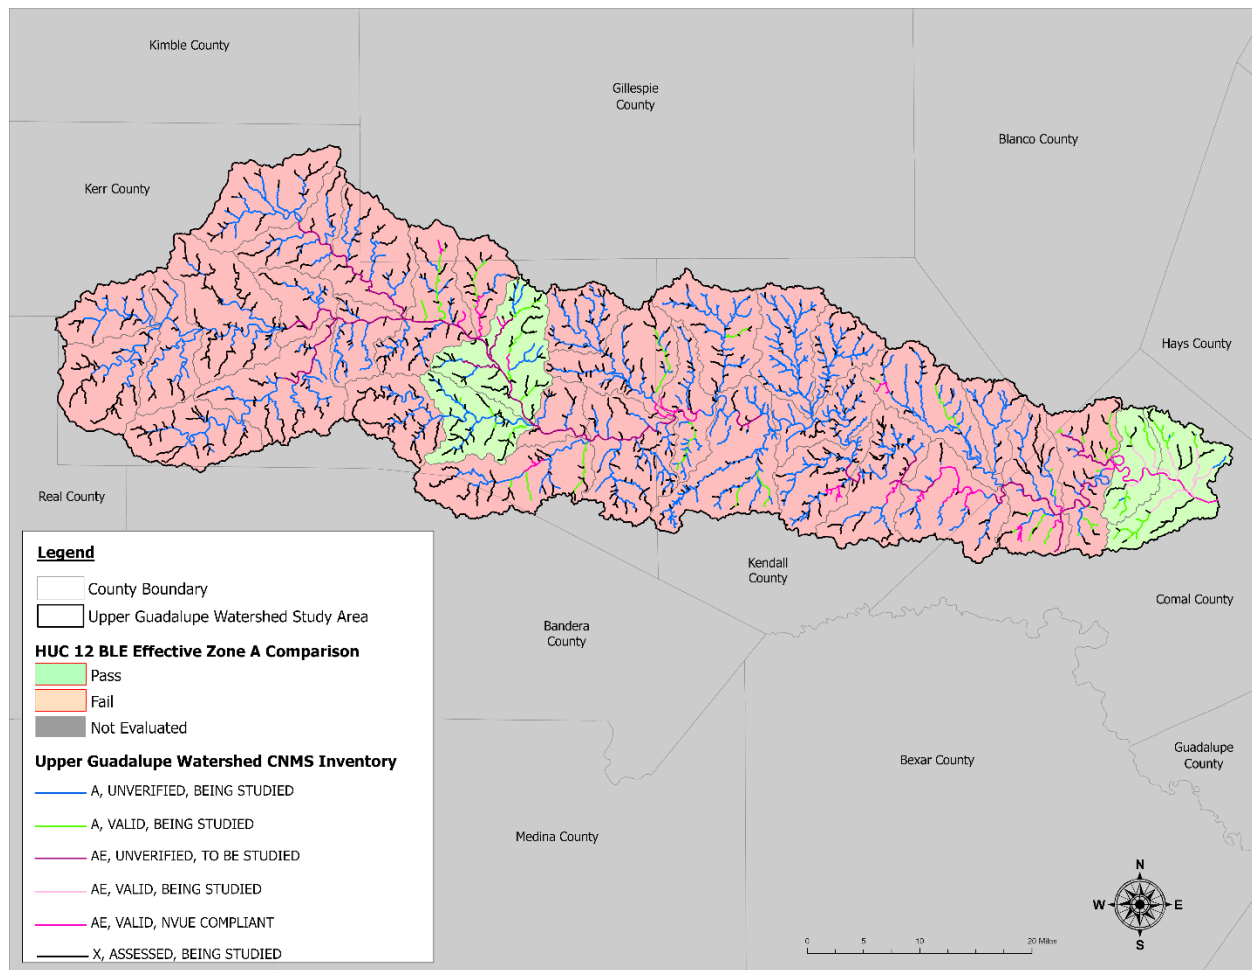 Kimble County
Gillespie
County
Blanco County
Kerr County
Hays County
Real County
Kendall
County
Comal County
Bandera
County
Guadalupe
County
Bexar County
Medina County
Legend
County Boundary
Upper Guadalupe Watershed Study Area
HUC 12 BLE Effective Zone A Comparison
Pass
Fail
Not Evaluated
Upper Guadalupe Watershed CNMS Inventory
A, UNVERIFIED, BEING STUDIED
A, VALID, BEING STUDIED
AE, UNVERIFIED, TO BE STUDIED
AE, VALID, BEING STUDIED
AE, VALID, NVUE COMPLIANT
X, ASSESSED, BEING STUDIED
N
W E
S
0 5 10 20 Miles